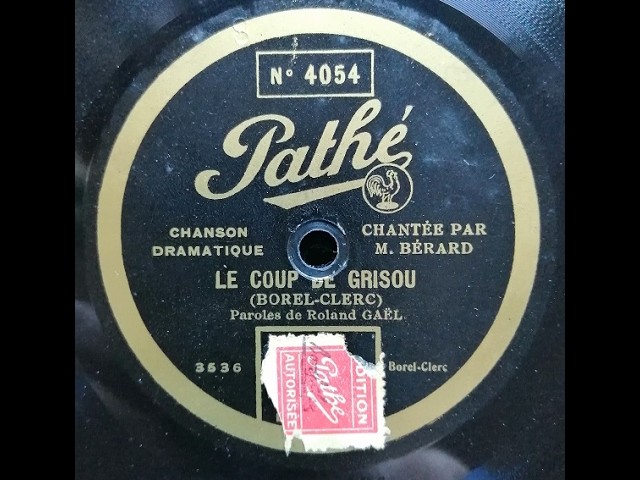 N° 4054
Pathé
CHANSON DRAMATIQUE
CHANTÉE PAR M. BÉRARD
LE COUP DE GRISOU
(BOREL-CLERC)
Paroles de Roland GAËL
3536
Borel-Clerc
AUTORISÉE
Pathé
DITION